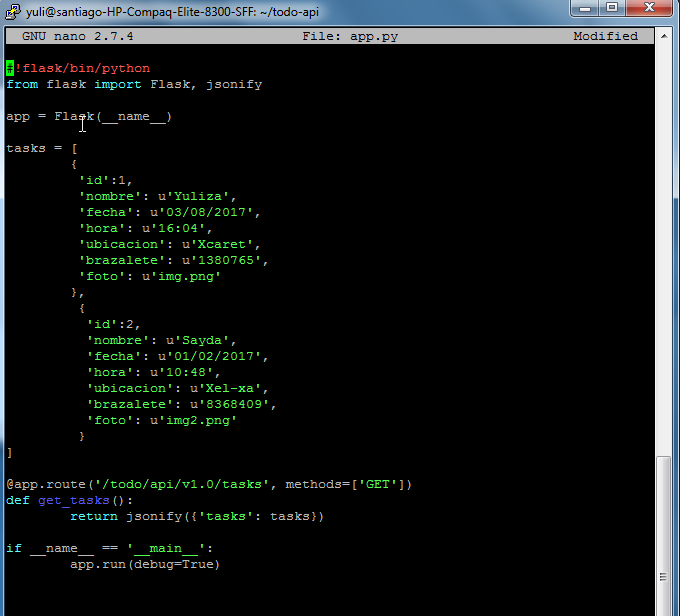 yuli@santiago-HP-Compaq-Elite-8300-SFF: ~/todo-api
GNU nano 2.7.4 File: app.py Modified
#!flask/bin/python
from flask import Flask, jsonify
app = Flask(__name__)
tasks = [
{
'id':1,
'nombre': u'Yuliza',
'fecha': u'03/08/2017',
'hora': u'16:04',
'ubicacion': u'Xcaret',
'brazalete': u'1380765',
'foto': u'img.png'
},
{
'id':2,
'nombre': u'Sayda',
'fecha': u'01/02/2017',
'hora': u'10:48',
'ubicacion': u'Xel-xa',
'brazalete': u'8368409',
'foto': u'img2.png'
}
]
@app.route('/todo/api/v1.0/tasks', methods=['GET'])
def get_tasks():
return jsonify({'tasks': tasks})
if __name__ == '__main__':
app.run(debug=True)